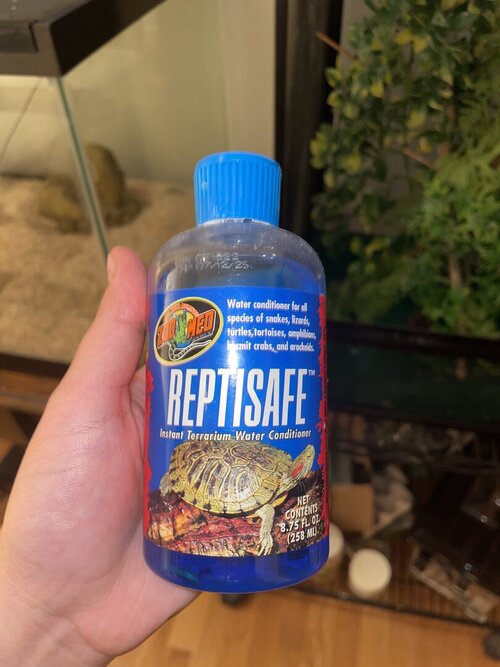 ZOO MED
Water conditioner for all
species of snakes, lizards,
turtles, tortoises, amphibians,
hermit crabs, and arachnids.
REPTISAFE™
Instant Terrarium Water Conditioner
NET
CONTENTS
8.75 FL. OZ.
(258 ML)